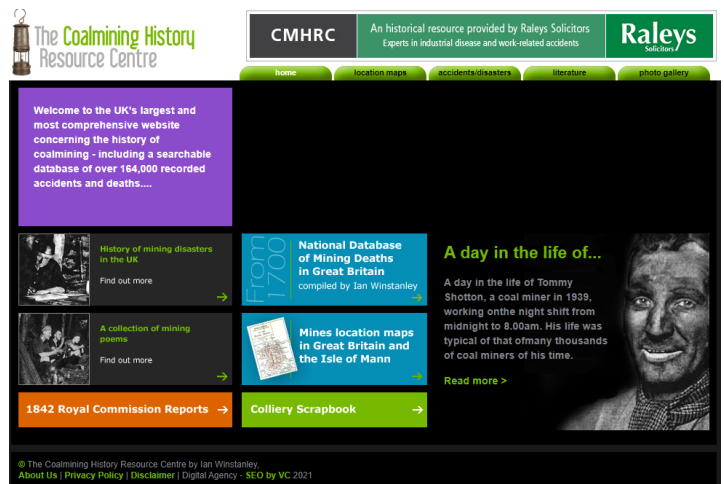 The Coalmining History
Resource Centre
CMHRC
An historical resource provided by Raleys Solicitors
Experts in industrial disease and work-related accidents
Raleys
Solicitors
home
location maps
accidents/disasters
literature
photo gallery
Welcome to the UK's largest and
most comprehensive website
concerning the history of
coalmining - including a searchable
database of over 164,000 recorded
accidents and deaths....
History of mining disasters
in the UK
Find out more
From
1700
National Database
of Mining Deaths
in Great Britain
compiled by Ian Winstanley
A day in the life of...
A day in the life of Tommy
Shotton, a coal miner in 1939,
working onthe night shift from
midnight to 8.00am. His life was
typical of that ofmany thousands
of coal miners of his time.
Read more >
A collection of mining
poems
Find out more
Mines location maps
in Great Britain and
the Isle of Mann
1842 Royal Commission Reports
Colliery Scrapbook
© The Coalmining History Resource Centre by Ian Winstanley,
About Us | Privacy Policy | Disclaimer | Digital Agency - SEO by VC 2021